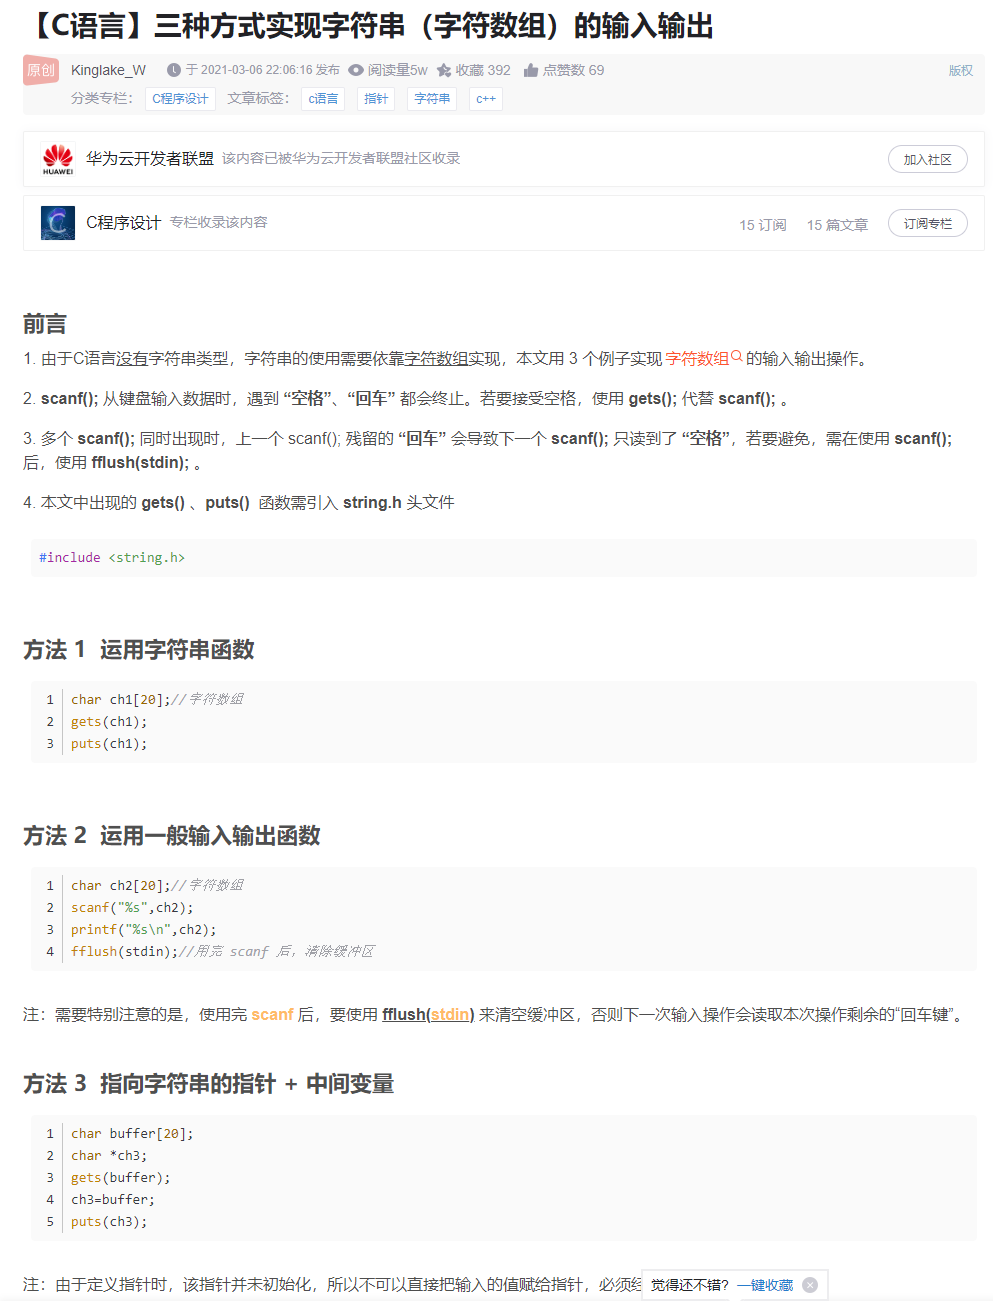 【C语言】三种方式实现字符串（字符数组）的输入输出
原创 Kinglake_W 于 2021-03-06 22:06:16 发布 阅读量5w 收藏 392 点赞数 69 版权
分类专栏： C程序设计 文章标签： c语言 指针 字符串 c++
HUAWEI 华为云开发者联盟 该内容已被华为云开发者联盟社区收录 加入社区
C程序设计 专栏收录该内容 15 订阅 15 篇文章 订阅专栏
前言
1. 由于C语言没有字符串类型，字符串的使用需要依靠字符数组实现，本文用 3 个例子实现 字符数组 的输入输出操作。
2. scanf(); 从键盘输入数据时，遇到 “空格”、“回车” 都会终止。若要接受空格，使用 gets(); 代替 scanf(); 。
3. 多个 scanf(); 同时出现时，上一个 scanf(); 残留的 “回车” 会导致下一个 scanf(); 只读到了 “空格”，若要避免，需在使用 scanf();
后，使用 fflush(stdin); 。
4. 本文中出现的 gets() 、puts() 函数需引入 string.h 头文件
#include <string.h>
方法 1 运用字符串函数
1 char ch1[20];//字符数组
2 gets(ch1);
3 puts(ch1);
方法 2 运用一般输入输出函数
1 char ch2[20];//字符数组
2 scanf("%s",ch2);
3 printf("%s\n",ch2);
4 fflush(stdin);//用完 scanf 后，清除缓冲区
注：需要特别注意的是，使用完 scanf 后，要使用 fflush(stdin) 来清空缓冲区，否则下一次输入操作会读取本次操作剩余的“回车键”。
方法 3 指向字符串的指针 + 中间变量
1 char buffer[20];
2 char *ch3;
3 gets(buffer);
4 ch3=buffer;
5 puts(ch3);
注：由于定义指针时，该指针并未初始化，所以不可以直接把输入的值赋给指针，必须经
觉得还不错? 一键收藏